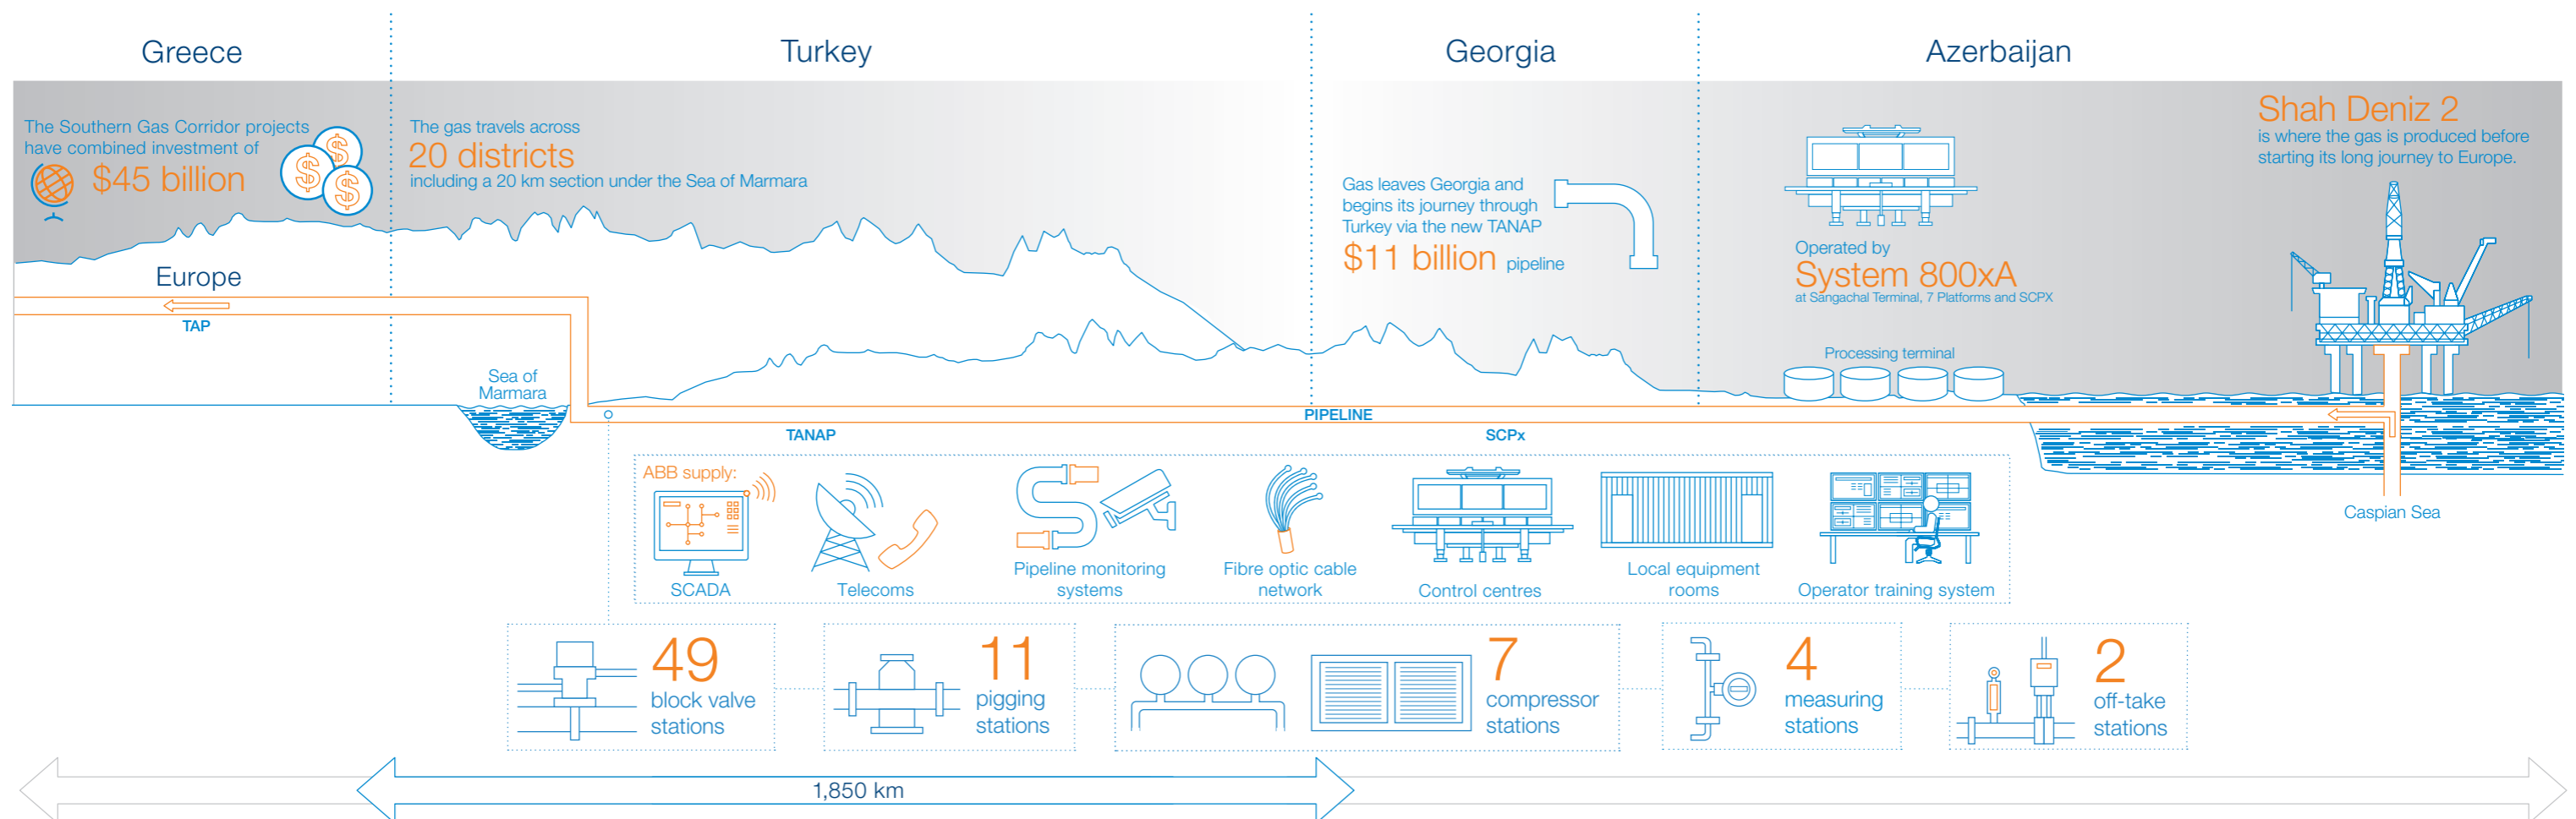 Greece
Turkey
Georgia
Azerbaijan
The Southern Gas Corridor projects
have combined investment of
$45 billion
$
$
$
The gas travels across
20 districts
including a 20 km section under the Sea of Marmara
Gas leaves Georgia and
begins its journey through
Turkey via the new TANAP
$11 billion pipeline
Operated by
System 800xA
at Sangachal Terminal, 7 Platforms and SCPX
Shah Deniz 2
is where the gas is produced before
starting its long journey to Europe.
Europe
TAP
Sea of
Marmara
Processing terminal
PIPELINE
TANAP
SCPx
Caspian Sea
ABB supply:
SCADA
Telecoms
Pipeline monitoring
systems
Fibre optic cable
network
Control centres
Local equipment
rooms
Operator training system
49
block valve
stations
11
pigging
stations
7
compressor
stations
4
measuring
stations
2
off-take
stations
1,850 km